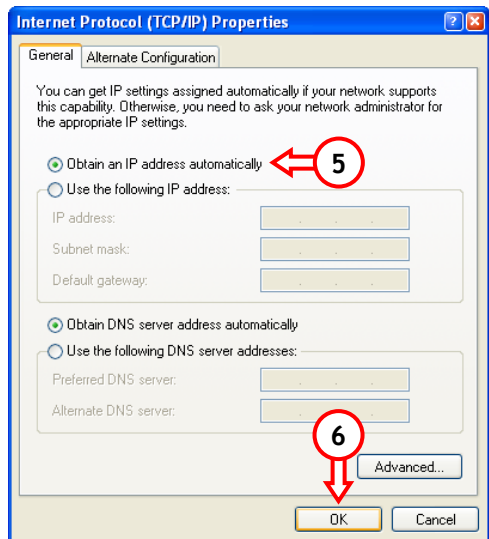 Internet Protocol (TCP/IP) Properties
General Alternate Configuration
You can get IP settings assigned automatically if your network supports
this capability. Otherwise, you need to ask your network administrator for
the appropriate IP settings.
Obtain an IP address automatically 5
Use the following IP address:
IP address:
Subnet mask:
Default gateway:
Obtain DNS server address automatically
Use the following DNS server addresses:
Preferred DNS server:
Alternate DNS server:
6
Advanced...
OK Cancel